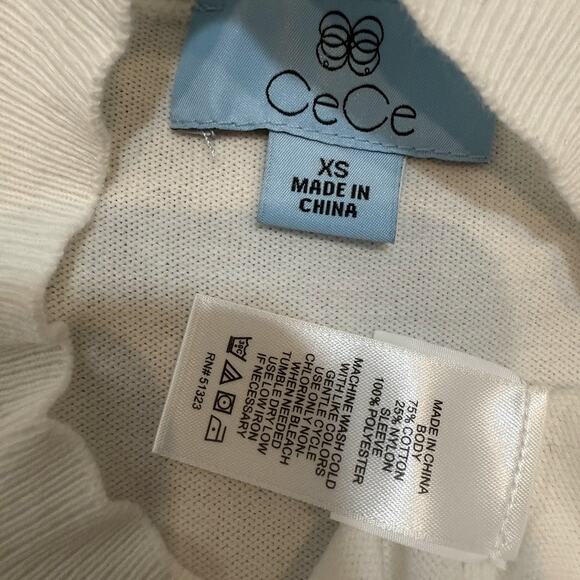 CeCe
XS
MADE IN
CHINA
MADE IN CHINA
BODY
75% COTTON
25% NYLON
SLEEVE
100% POLYESTER
MACHINE WASH COLD
WITH LIKE COLORS
GENTLE CYCLE
USE ONLY NON-
CHLORINE BLEACH
WHEN NEEDED
TUMBLE DRY LOW
USE LOW IRON
IF NECESSARY
RN# 51323